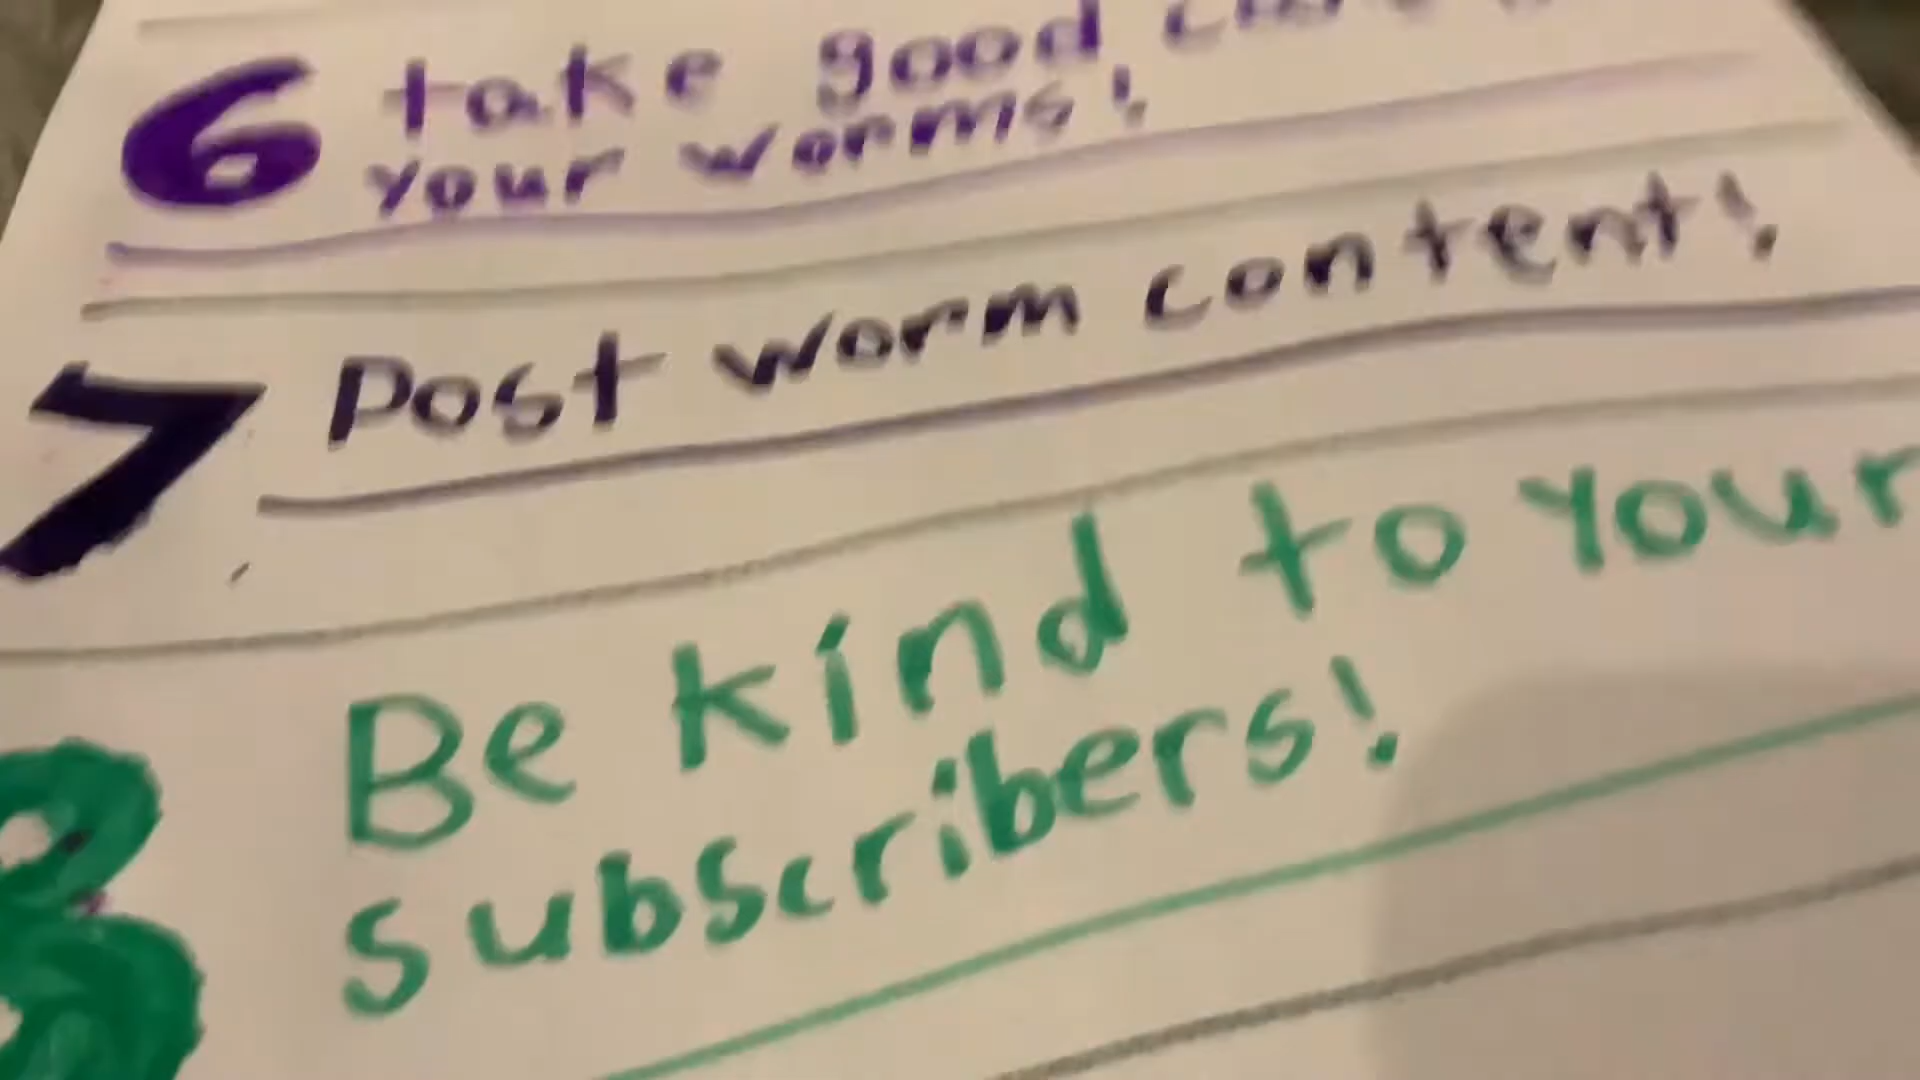 6 take good
your worms!
7 Post worm content!
8 Be kind to your
subscribers!